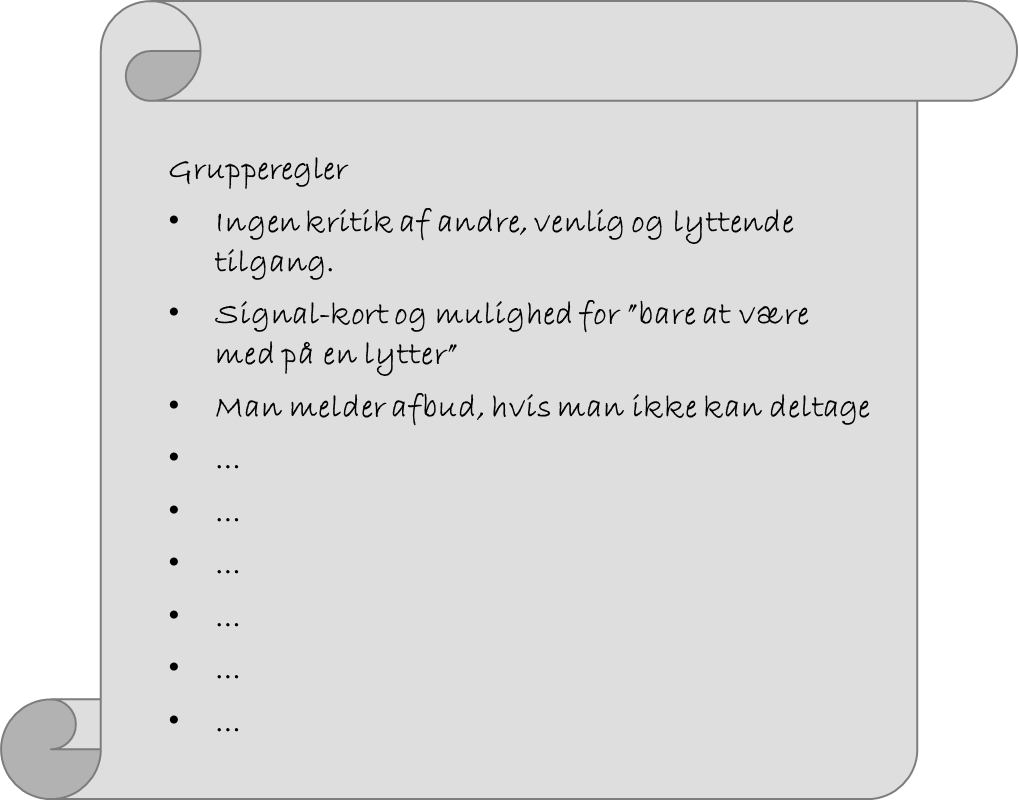 Grupperegler
• Ingen kritik af andre, venlig og lyttende
tilgang.
• Signal-kort og mulighed for "bare at være
med på en lytter"
• Man melder afbud, hvis man ikke kan deltage
• ...
• ...
• ...
• ...
• ...
• ...